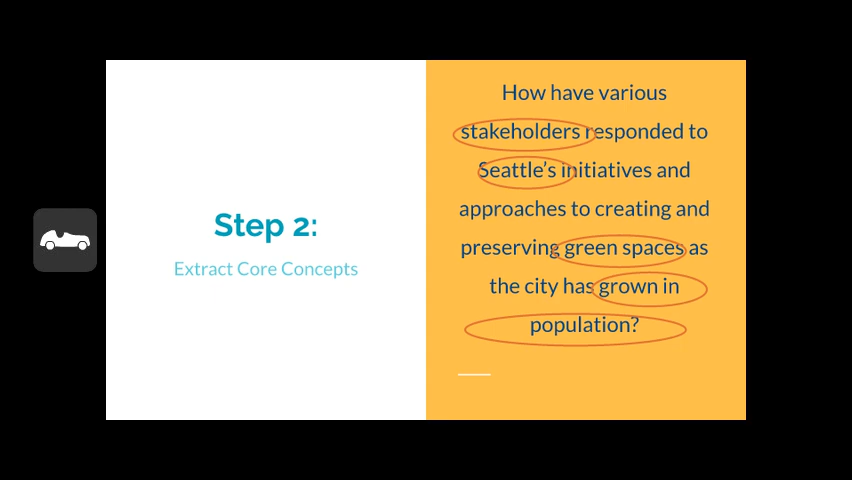 Step 2:
Extract Core Concepts
How have various
stakeholders responded to
Seattle's initiatives and
approaches to creating and
preserving green spaces as
the city has grown in
population?